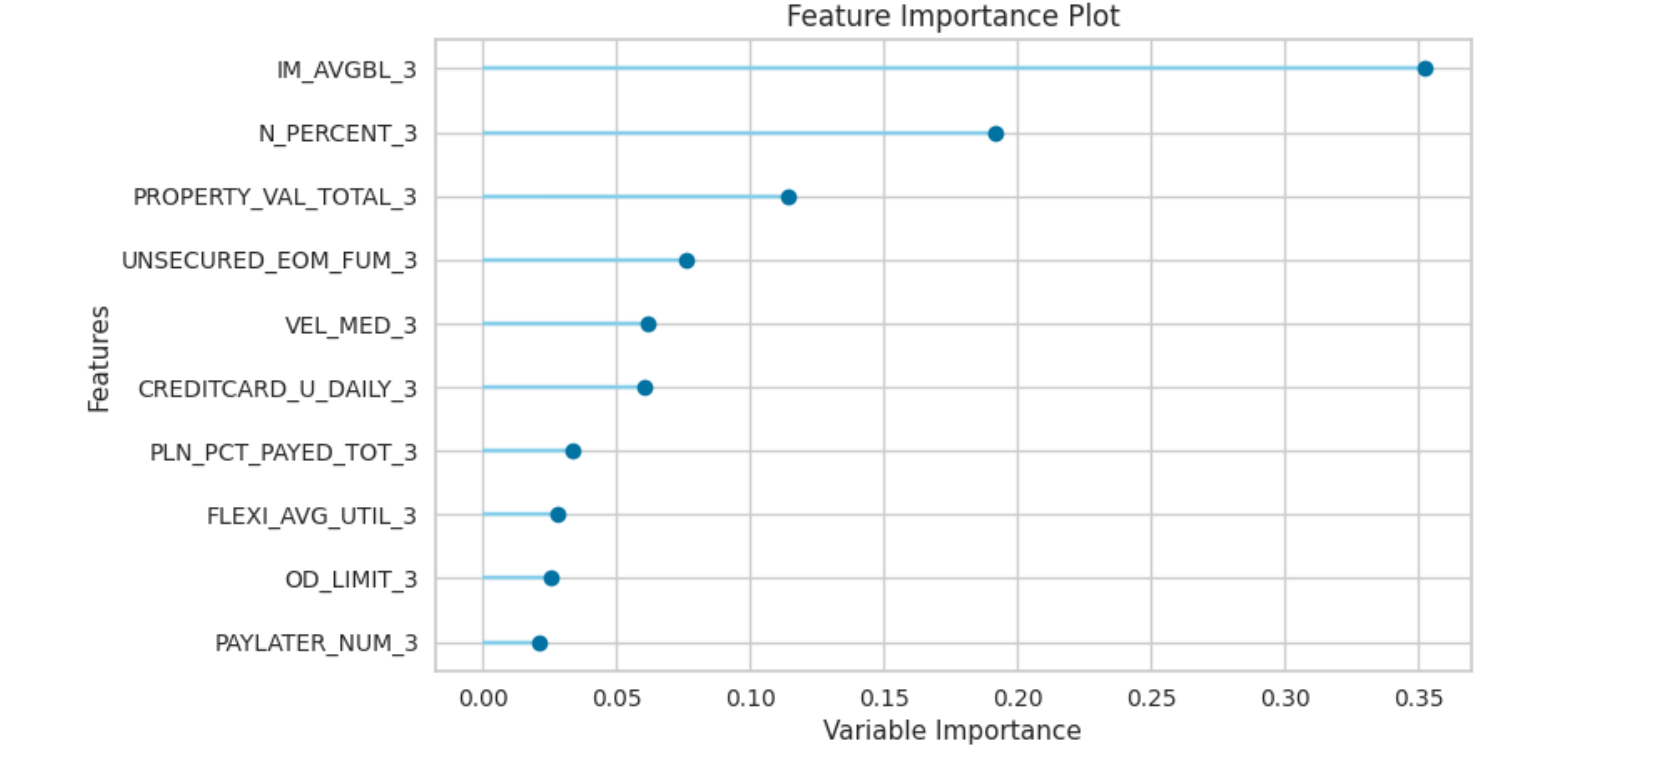 Feature Importance Plot
IM_AVGBL_3
N_PERCENT_3
PROPERTY_VAL_TOTAL_3
UNSECURED_EOM_FUM_3
VEL_MED_3
CREDITCARD_U_DAILY_3
PLN_PCT_PAYED_TOT_3
FLEXI_AVG_UTIL_3
OD_LIMIT_3
PAYLATER_NUM_3
Features
0.00 0.05 0.10 0.15 0.20 0.25 0.30 0.35
Variable Importance